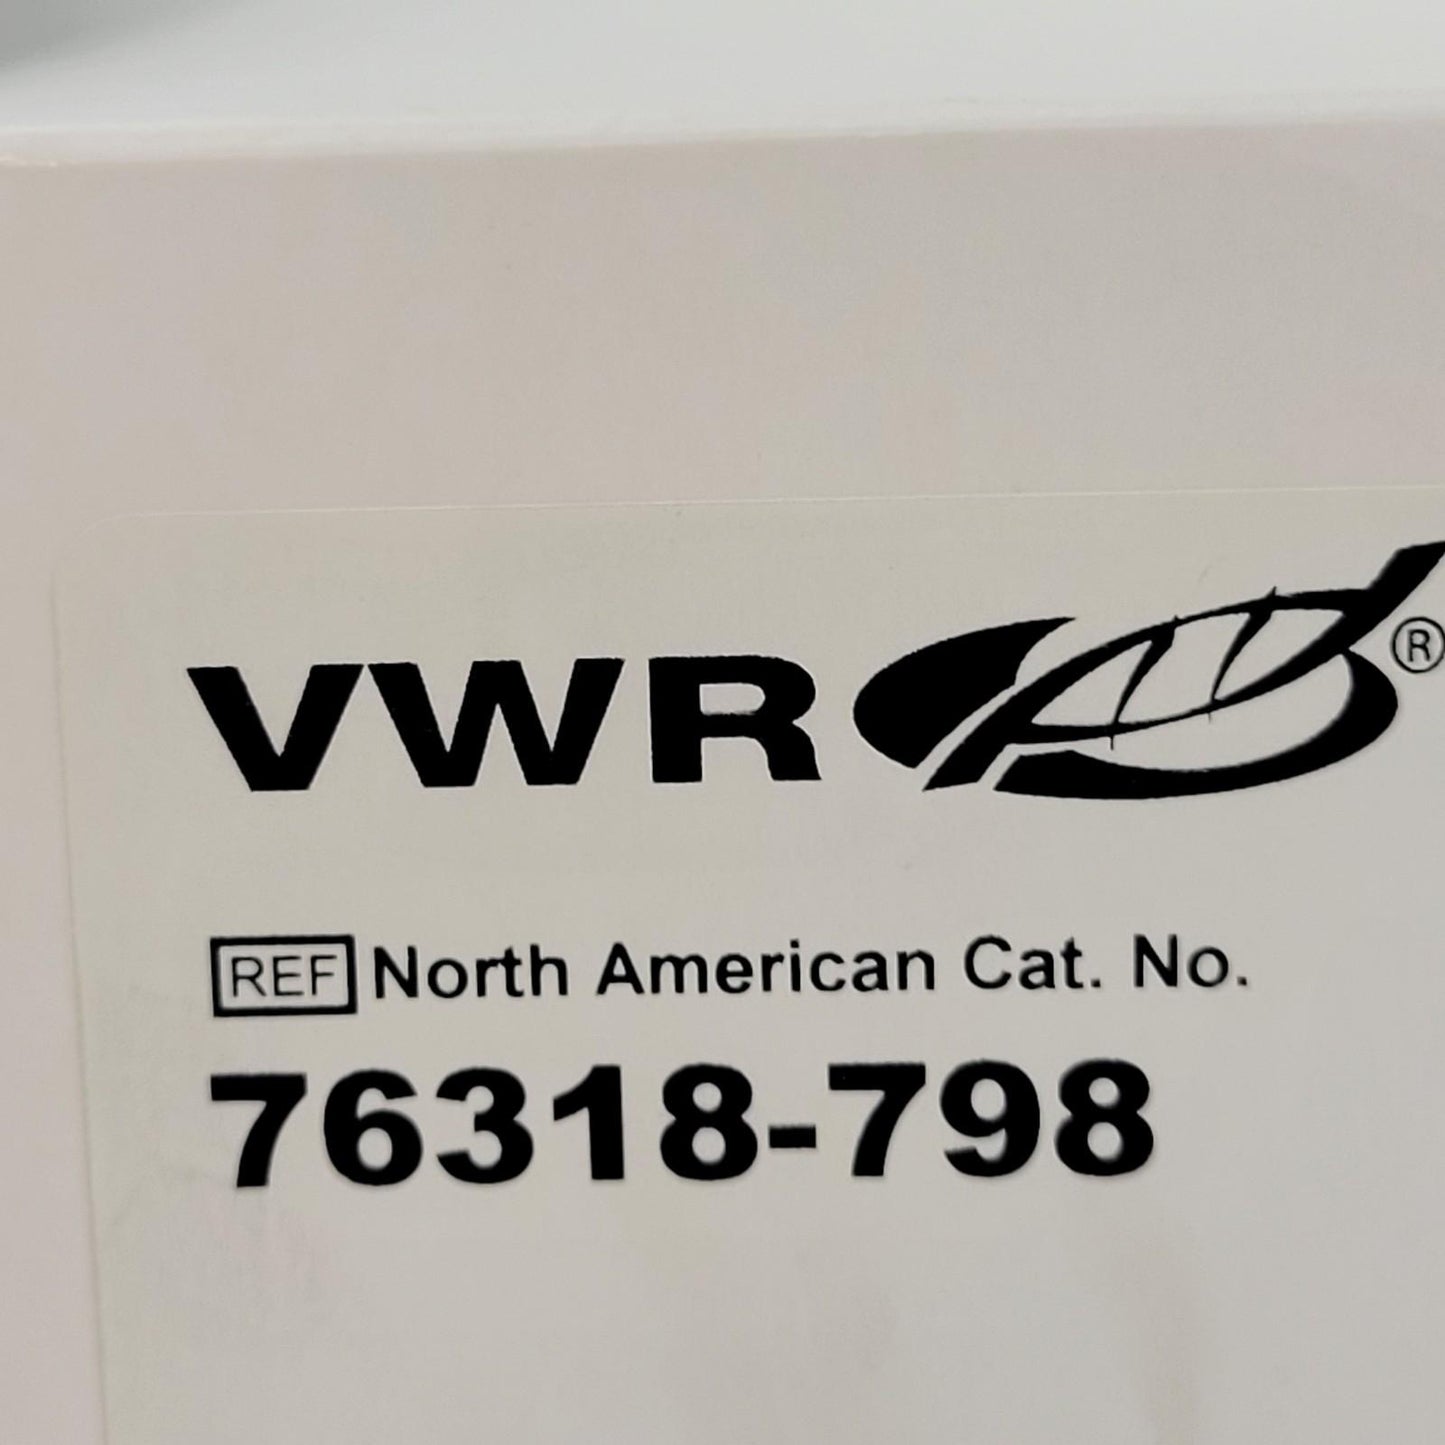 VWR ®
REF North American Cat. No.
76318-798